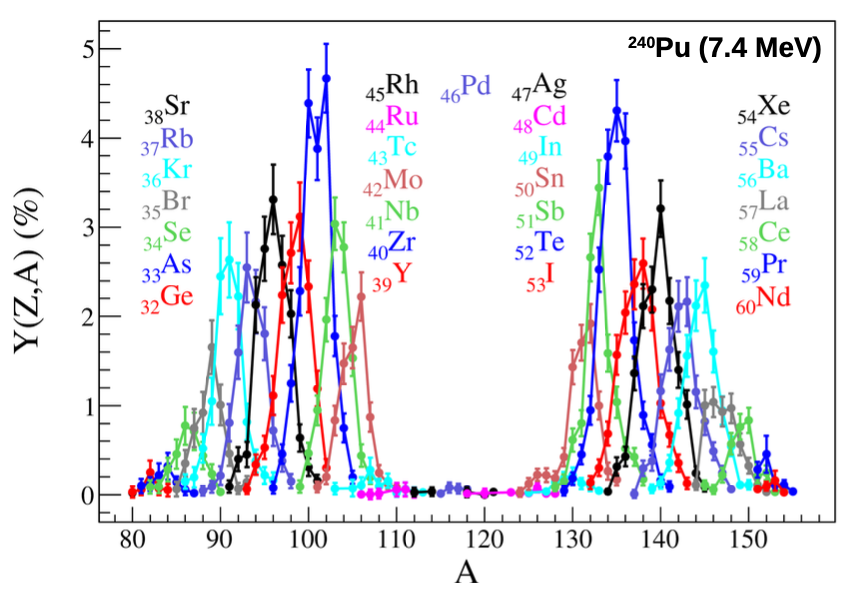 ²⁴⁰Pu (7.4 MeV)
Y(Z,A) (%)
5
4
3
2
1
0
₃₈Sr
₃₇Rb
₃₆Kr
₃₅Br
₃₄Se
₃₃As
₃₂Ge
₄₅Rh
₄₄Ru
₄₃Tc
₄₂Mo
₄₁Nb
₄₀Zr
₃₉Y
₄₆Pd
₄₇Ag
₄₈Cd
₄₉In
₅₀Sn
₅₁Sb
₅₂Te
₅₃I
₅₄Xe
₅₅Cs
₅₆Ba
₅₇La
₅₈Ce
₅₉Pr
₆₀Nd
80 90 100 110 120 130 140 150
A